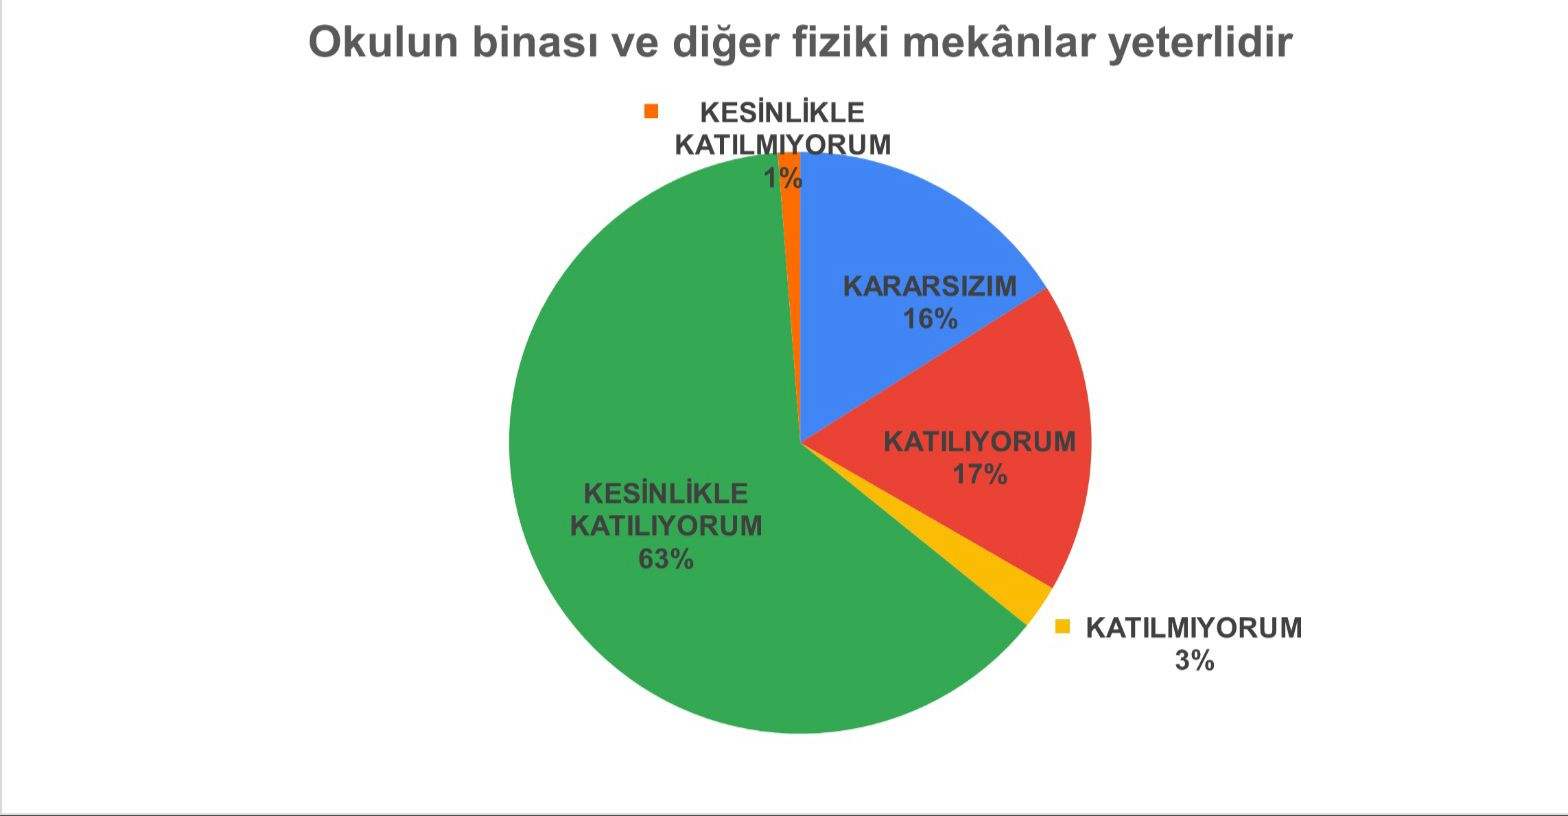 Okulun binası ve diğer fiziki mekânlar yeterlidir
KESİNLİKLE
KATILMIYORUM
1%
KARARSIZIM
16%
KATILIYORUM
17%
KESİNLİKLE
KATILIYORUM
63%
KATILMIYORUM
3%